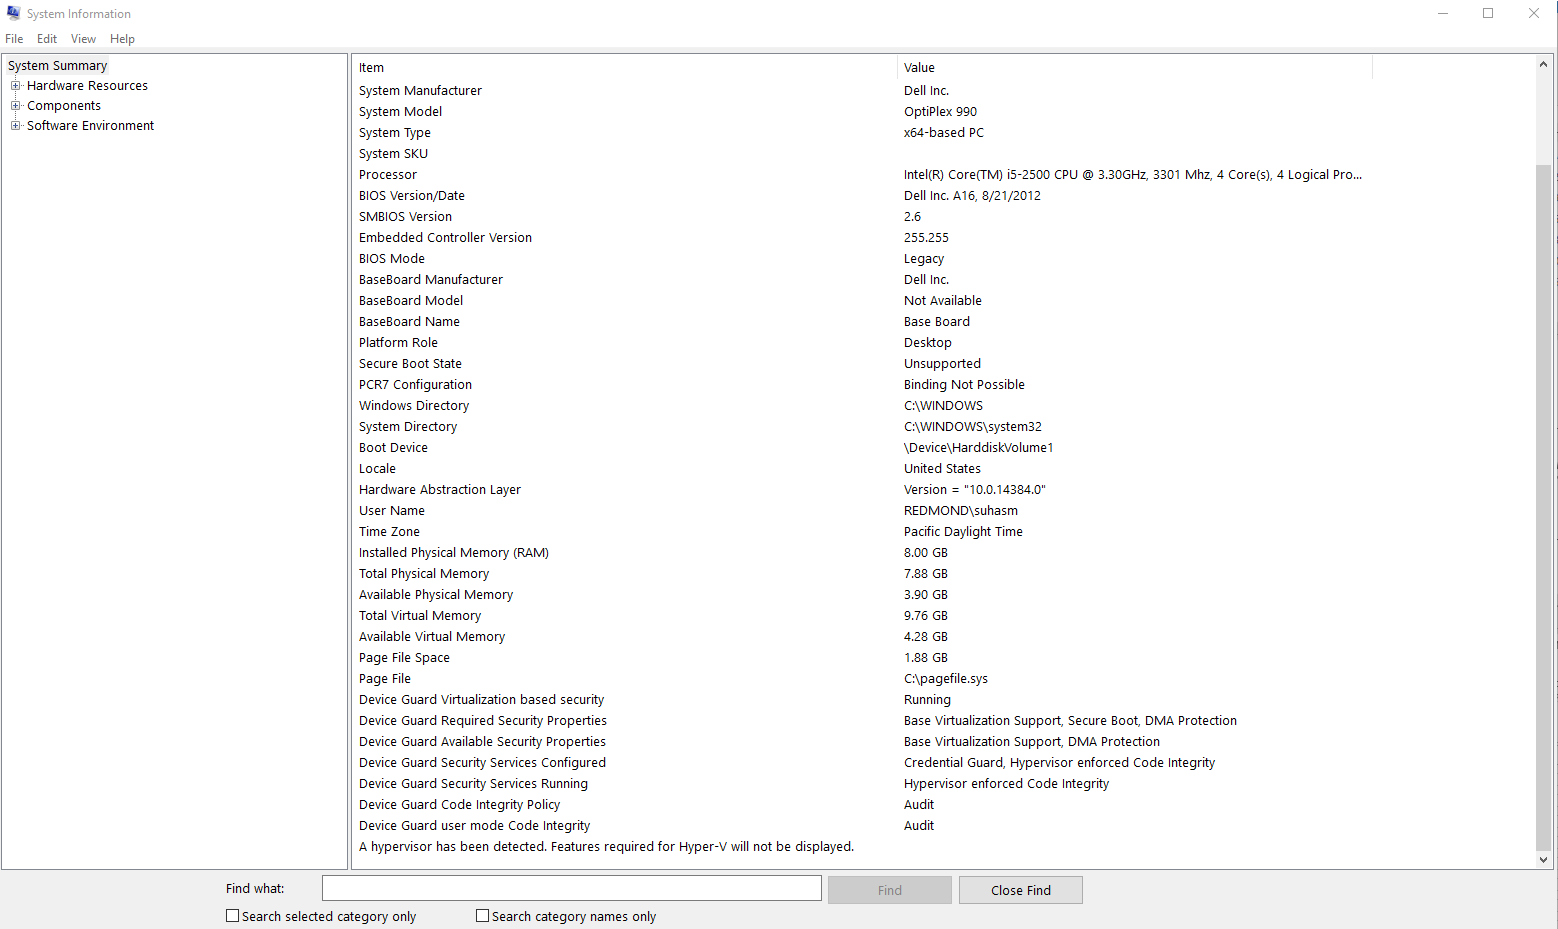 System Information
File Edit View Help
System Summary
Hardware Resources
Components
Software Environment
Item Value
System Manufacturer Dell Inc.
System Model OptiPlex 990
System Type x64-based PC
System SKU
Processor Intel(R) Core(TM) i5-2500 CPU @ 3.30GHz, 3301 Mhz, 4 Core(s), 4 Logical Pro...
BIOS Version/Date Dell Inc. A16, 8/21/2012
SMBIOS Version 2.6
Embedded Controller Version 255.255
BIOS Mode Legacy
BaseBoard Manufacturer Dell Inc.
BaseBoard Model Not Available
BaseBoard Name Base Board
Platform Role Desktop
Secure Boot State Unsupported
PCR7 Configuration Binding Not Possible
Windows Directory C:\WINDOWS
System Directory C:\WINDOWS\system32
Boot Device \Device\HarddiskVolume1
Locale United States
Hardware Abstraction Layer Version = "10.0.14384.0"
User Name REDMOND\suhasm
Time Zone Pacific Daylight Time
Installed Physical Memory (RAM) 8.00 GB
Total Physical Memory 7.88 GB
Available Physical Memory 3.90 GB
Total Virtual Memory 9.76 GB
Available Virtual Memory 4.28 GB
Page File Space 1.88 GB
Page File C:\pagefile.sys
Device Guard Virtualization based security Running
Device Guard Required Security Properties Base Virtualization Support, Secure Boot, DMA Protection
Device Guard Available Security Properties Base Virtualization Support, DMA Protection
Device Guard Security Services Configured Credential Guard, Hypervisor enforced Code Integrity
Device Guard Security Services Running Hypervisor enforced Code Integrity
Device Guard Code Integrity Policy Audit
Device Guard user mode Code Integrity Audit
A hypervisor has been detected. Features required for Hyper-V will not be displayed.
Find what: Find Close Find
Search selected category only Search category names only